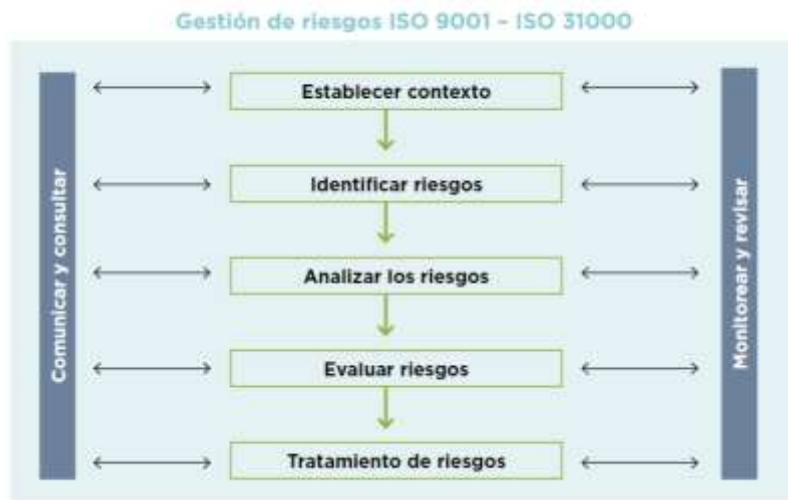 Gestión de riesgos ISO 9001 - ISO 31000
Comunicar y consultar
Establecer contexto
Identificar riesgos
Analizar los riesgos
Evaluar riesgos
Tratamiento de riesgos
Monitorear y revisar